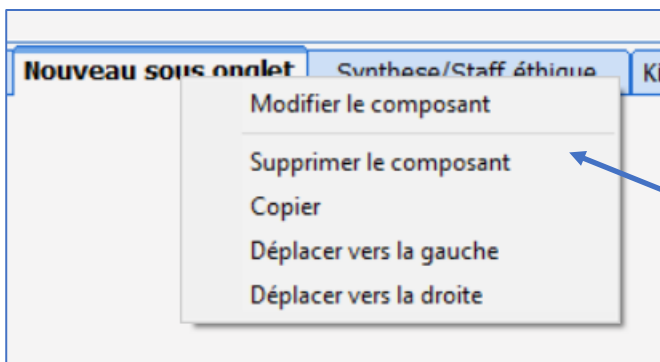 Nouveau sous onglet Synthese/Staff éthique Ki
Modifier le composant
Supprimer le composant
Copier
Déplacer vers la gauche
Déplacer vers la droite